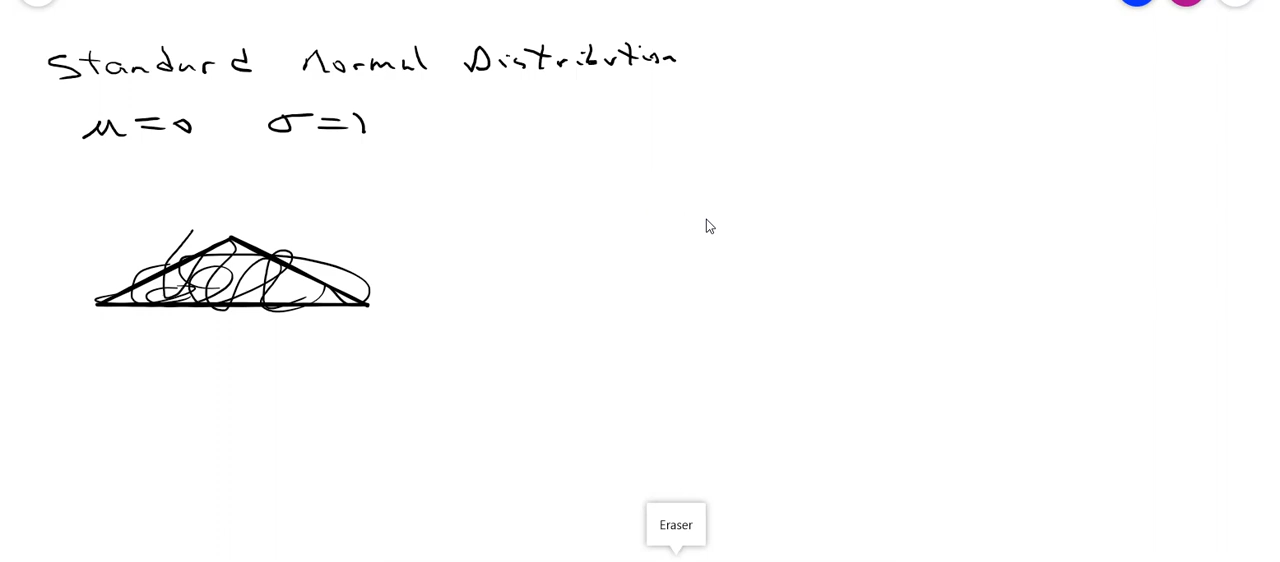 Standard Normal Distribution
μ=0 σ=1
Eraser